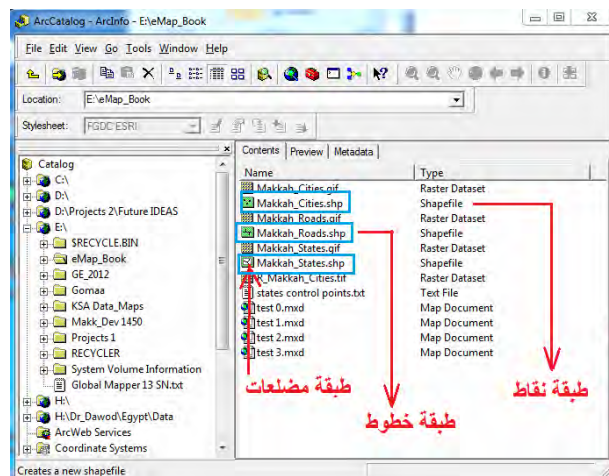 ArcCatalog - ArcInfo - E:\eMap_Book
File Edit View Go Tools Window Help
Location: E:\eMap_Book
Stylesheet: FGDC ESRI
Catalog
C:\
D:\
D:\Projects 2\Future IDEAS
E:\
$RECYCLE.BIN
eMap_Book
GE_2012
Gomaa
KSA Data_Maps
Makk_Dev 1450
Projects 1
RECYCLER
System Volume Information
Global Mapper 13 SN.txt
H:\
H:\Dr_Dawod\Egypt\Data
ArcWeb Services
Coordinate Systems
Contents Preview Metadata
Name Type
Makkah_Cities.gif Raster Dataset
Makkah_Cities.shp Shapefile
Makkah_Roads.gif Raster Dataset
Makkah_Roads.shp Shapefile
Makkah_States.gif Raster Dataset
Makkah_States.shp Shapefile
R_Makkah_Cities.tif Raster Dataset
states control points.txt Text File
test 0.mxd Map Document
test 1.mxd Map Document
test 2.mxd Map Document
test 3.mxd Map Document
طبقة نقاط
طبقة مضلعات
طبقة خطوط
Creates a new shapefile